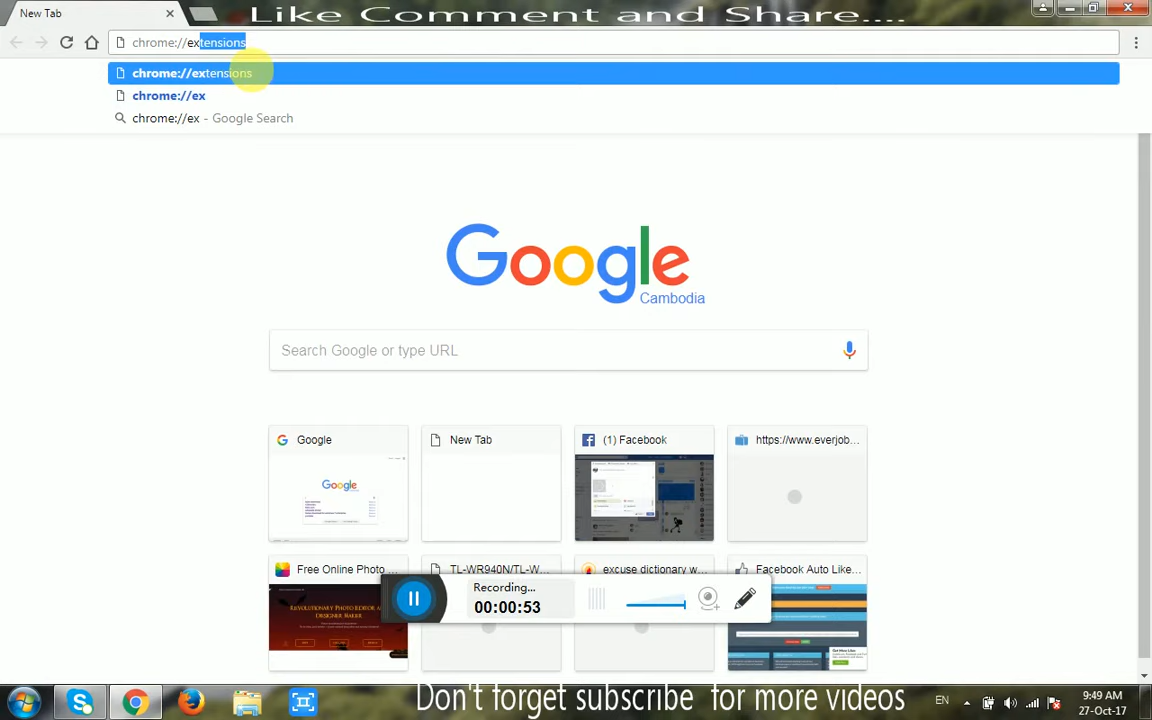 New Tab
Like Comment and Share....
chrome://extensions
chrome://extensions
chrome://ex
chrome://ex - Google Search
Google
Cambodia
Search Google or type URL
Google
New Tab
(1) Facebook
https://www.everjob...
Free Online Photo ...
TL-WR940N/TL-W...
excuse dictionary w...
Facebook Auto Like...
Recording...
00:00:53
Don't forget subscribe for more videos
EN
9:49 AM
27-Oct-17